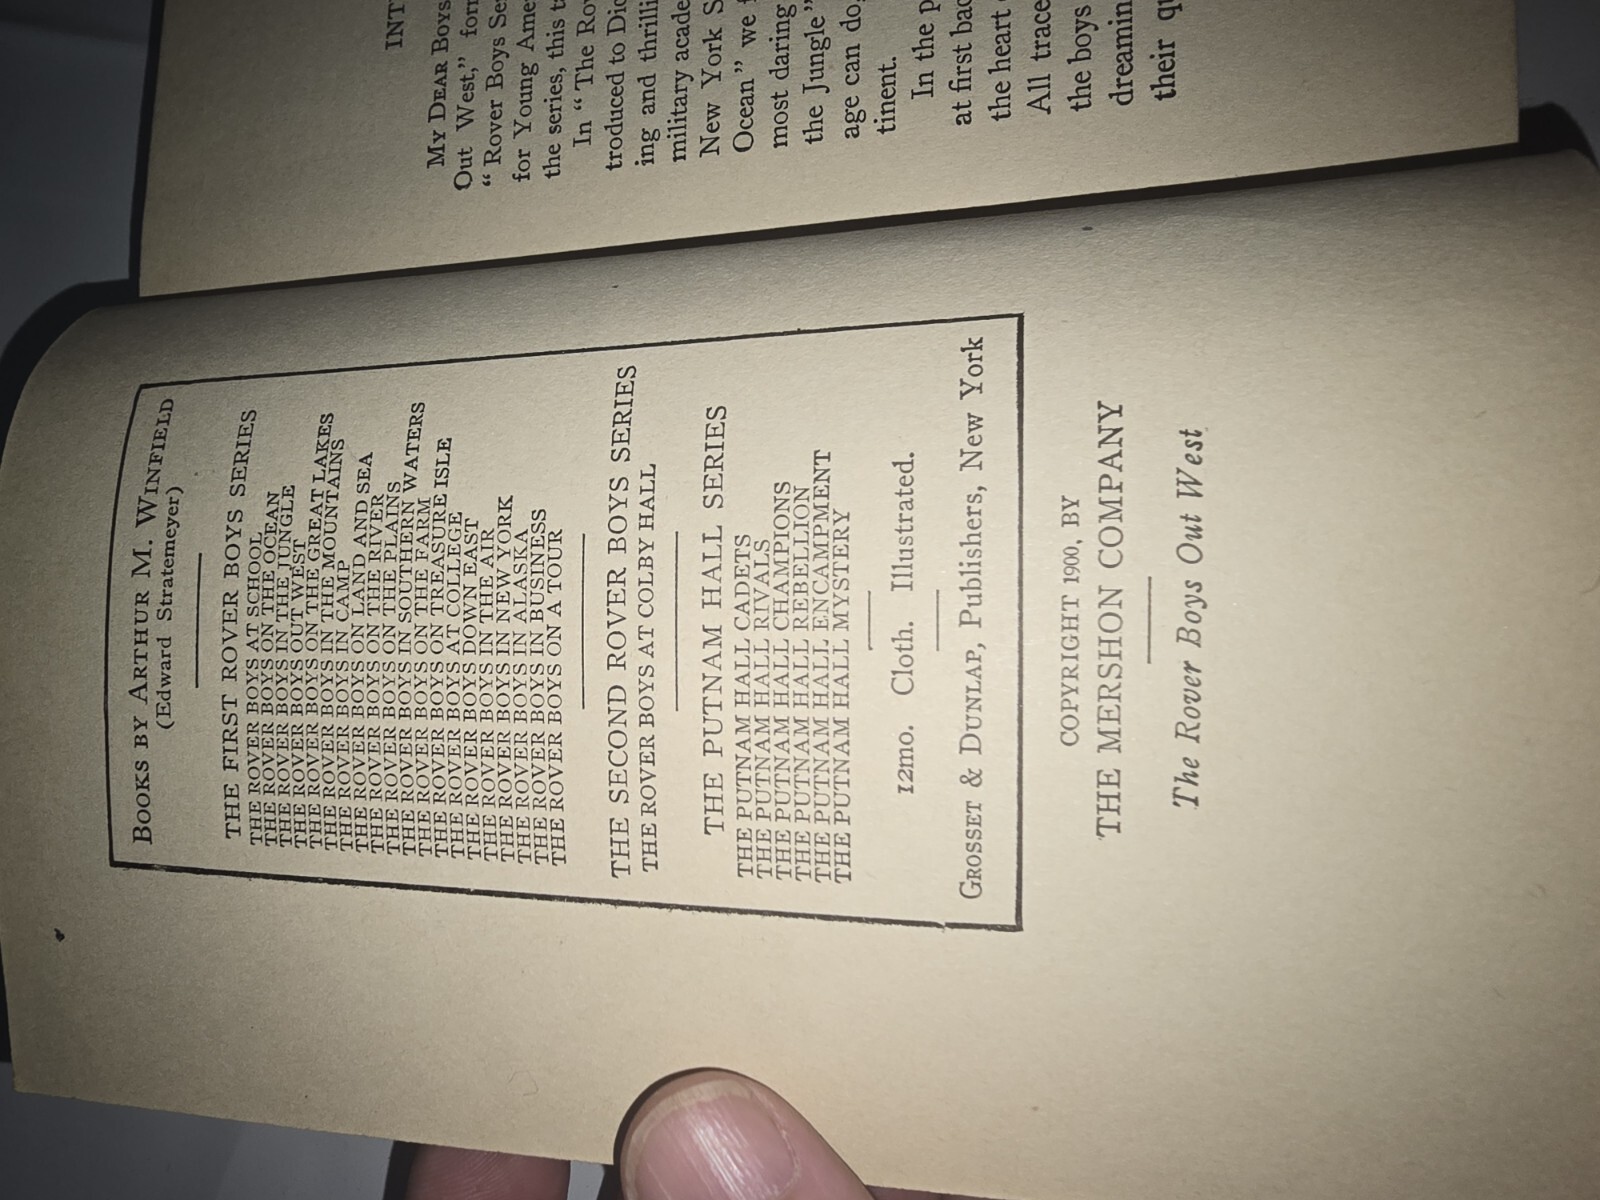 BOOKS BY ARTHUR M. WINFIELD
(Edward Stratemeyer)
THE FIRST ROVER BOYS SERIES
THE ROVER BOYS AT SCHOOL
THE ROVER BOYS ON THE OCEAN
THE ROVER BOYS IN THE JUNGLE
THE ROVER BOYS OUT WEST
THE ROVER BOYS ON THE GREAT LAKES
THE ROVER BOYS IN THE MOUNTAINS
THE ROVER BOYS IN CAMP
THE ROVER BOYS ON LAND AND SEA
THE ROVER BOYS ON THE RIVER
THE ROVER BOYS ON THE PLAINS
THE ROVER BOYS IN SOUTHERN WATERS
THE ROVER BOYS ON THE FARM
THE ROVER BOYS ON TREASURE ISLE
THE ROVER BOYS AT COLLEGE
THE ROVER BOYS DOWN EAST
THE ROVER BOYS IN THE AIR
THE ROVER BOYS IN NEW YORK
THE ROVER BOYS IN ALASKA
THE ROVER BOYS IN BUSINESS
THE ROVER BOYS ON A TOUR
THE SECOND ROVER BOYS SERIES
THE ROVER BOYS AT COLBY HALL
THE PUTNAM HALL SERIES
THE PUTNAM HALL CADETS
THE PUTNAM HALL RIVALS
THE PUTNAM HALL CHAMPIONS
THE PUTNAM HALL REBELLION
THE PUTNAM HALL ENCAMPMENT
THE PUTNAM HALL MYSTERY
12mo. Cloth. Illustrated.
GROSSET & DUNLAP, Publishers, New York
COPYRIGHT 1900, BY
THE MERSHON COMPANY
The Rover Boys Out West
INT
MY DEAR BOYS
Out West," for
"Rover Boys Se
for Young Ame
the series, this
In "The Ro
troduced to Dic
ing and thrilli
military acade
New York S
Ocean" we
most daring
the Jungle"
age can do,
tinent.
In the p
at first bac
the heart
All trace
the boys
dreamin
their q